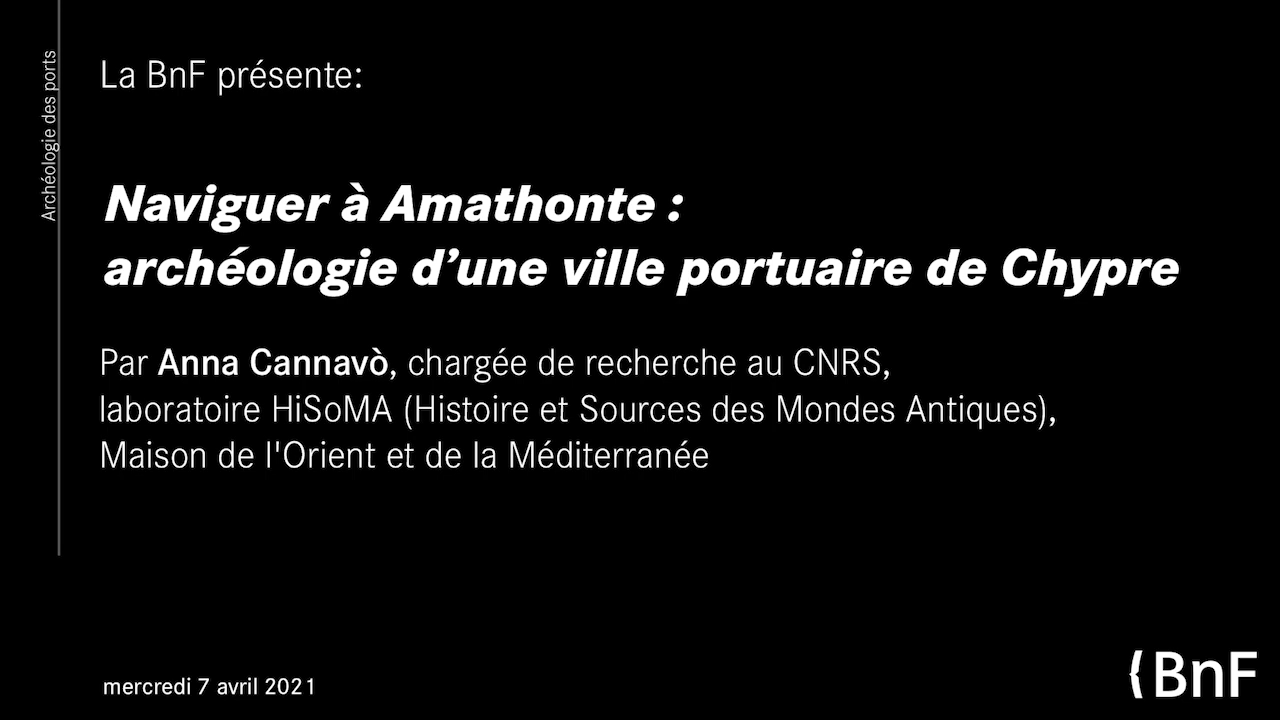 Archéologie des ports
La BnF présente:
Naviguer à Amathonte :
archéologie d’une ville portuaire de Chypre
Par Anna Cannavò, chargée de recherche au CNRS,
laboratoire HiSoMA (Histoire et Sources des Mondes Antiques),
Maison de l'Orient et de la Méditerranée
mercredi 7 avril 2021
{BnF